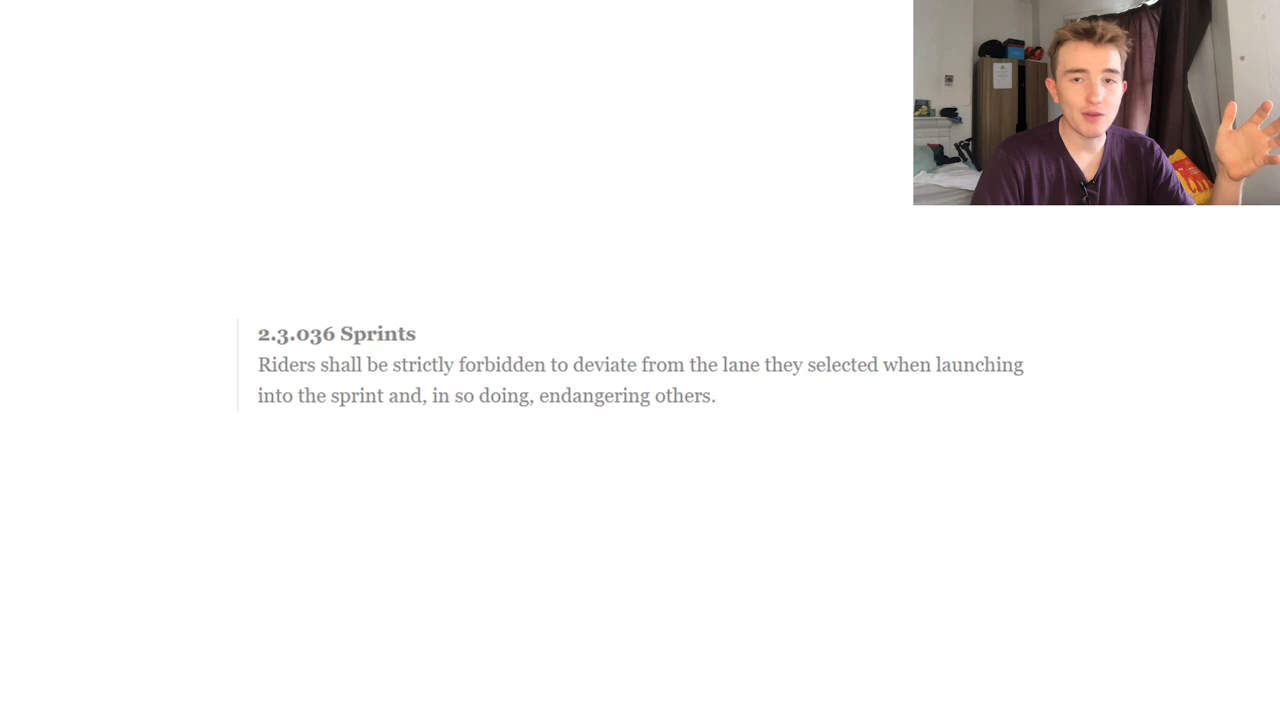 2.3.036 Sprints
Riders shall be strictly forbidden to deviate from the lane they selected when launching
into the sprint and, in so doing, endangering others.